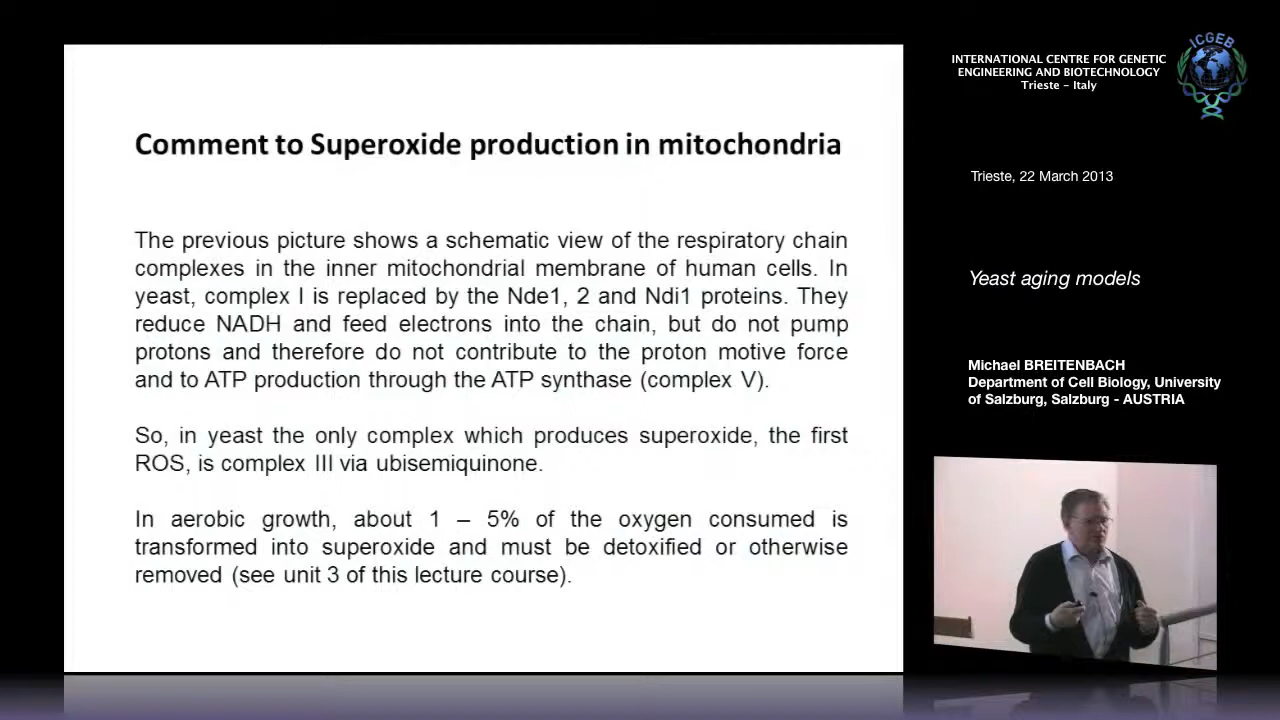 Comment to Superoxide production in mitochondria
The previous picture shows a schematic view of the respiratory chain
complexes in the inner mitochondrial membrane of human cells. In
yeast, complex I is replaced by the Nde1, 2 and Ndi1 proteins. They
reduce NADH and feed electrons into the chain, but do not pump
protons and therefore do not contribute to the proton motive force
and to ATP production through the ATP synthase (complex V).
So, in yeast the only complex which produces superoxide, the first
ROS, is complex III via ubisemiquinone.
In aerobic growth, about 1 – 5% of the oxygen consumed is
transformed into superoxide and must be detoxified or otherwise
removed (see unit 3 of this lecture course).
INTERNATIONAL CENTRE FOR GENETIC
ENGINEERING AND BIOTECHNOLOGY
Trieste - Italy
ICGEB
Trieste, 22 March 2013
Yeast aging models
Michael BREITENBACH
Department of Cell Biology, University
of Salzburg, Salzburg - AUSTRIA